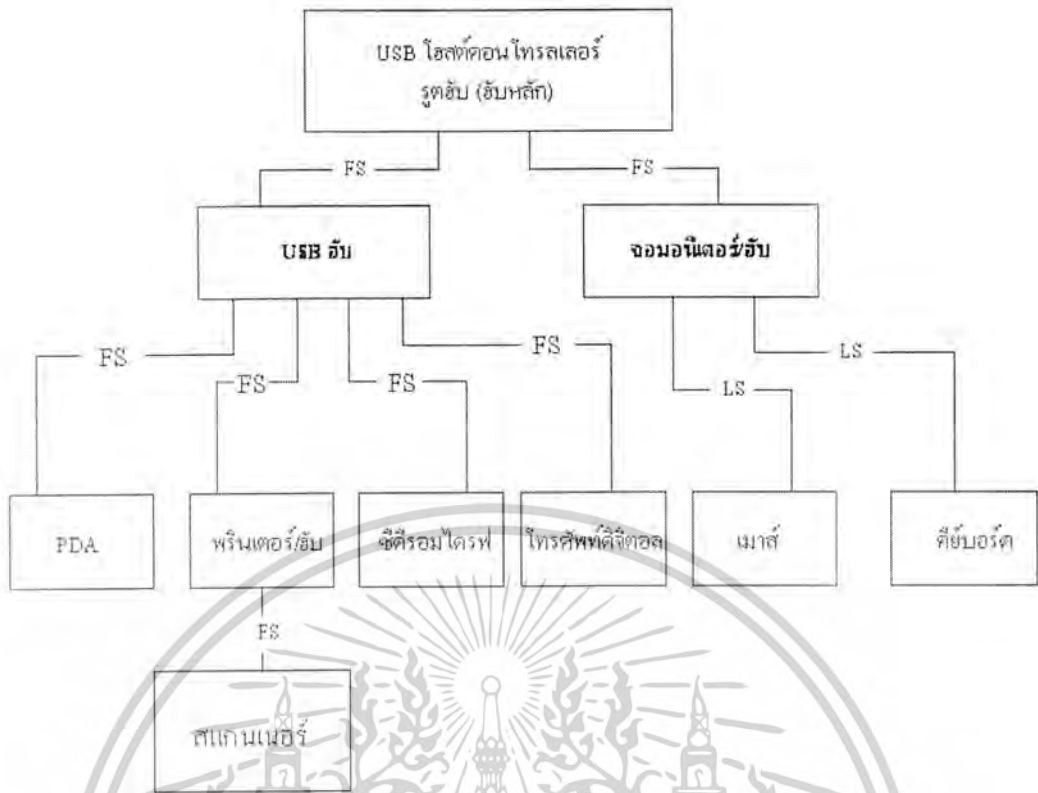 USB โฮสต์คอนโทรลเลอร์
รูตฮับ (ฮับหลัก)
FS
FS
USB ฮับ
จอมอนิเตอร์/ฮับ
FS
FS
FS
FS
LS
LS
PDA
พรินเตอร์/ฮับ
ซีดีรอมไดรฟ
โทรศัพท์ดิจิตอล
เมาส์
คีย์บอร์ด
FS
สแกนเนอร์